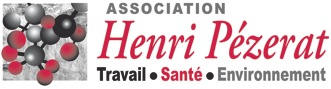 ASSOCIATION
Henri Pézerat
Travail • Santé • Environnement